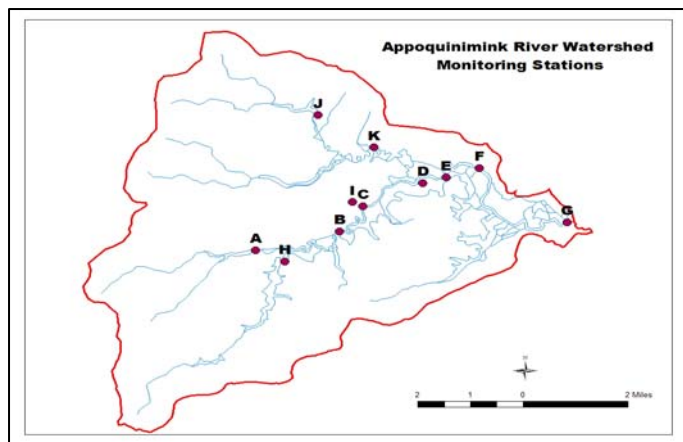 Appoquinimink River Watershed
Monitoring Stations
J
K
F
E
D
I
C
G
B
A
H
N
2 1 0 2 Miles